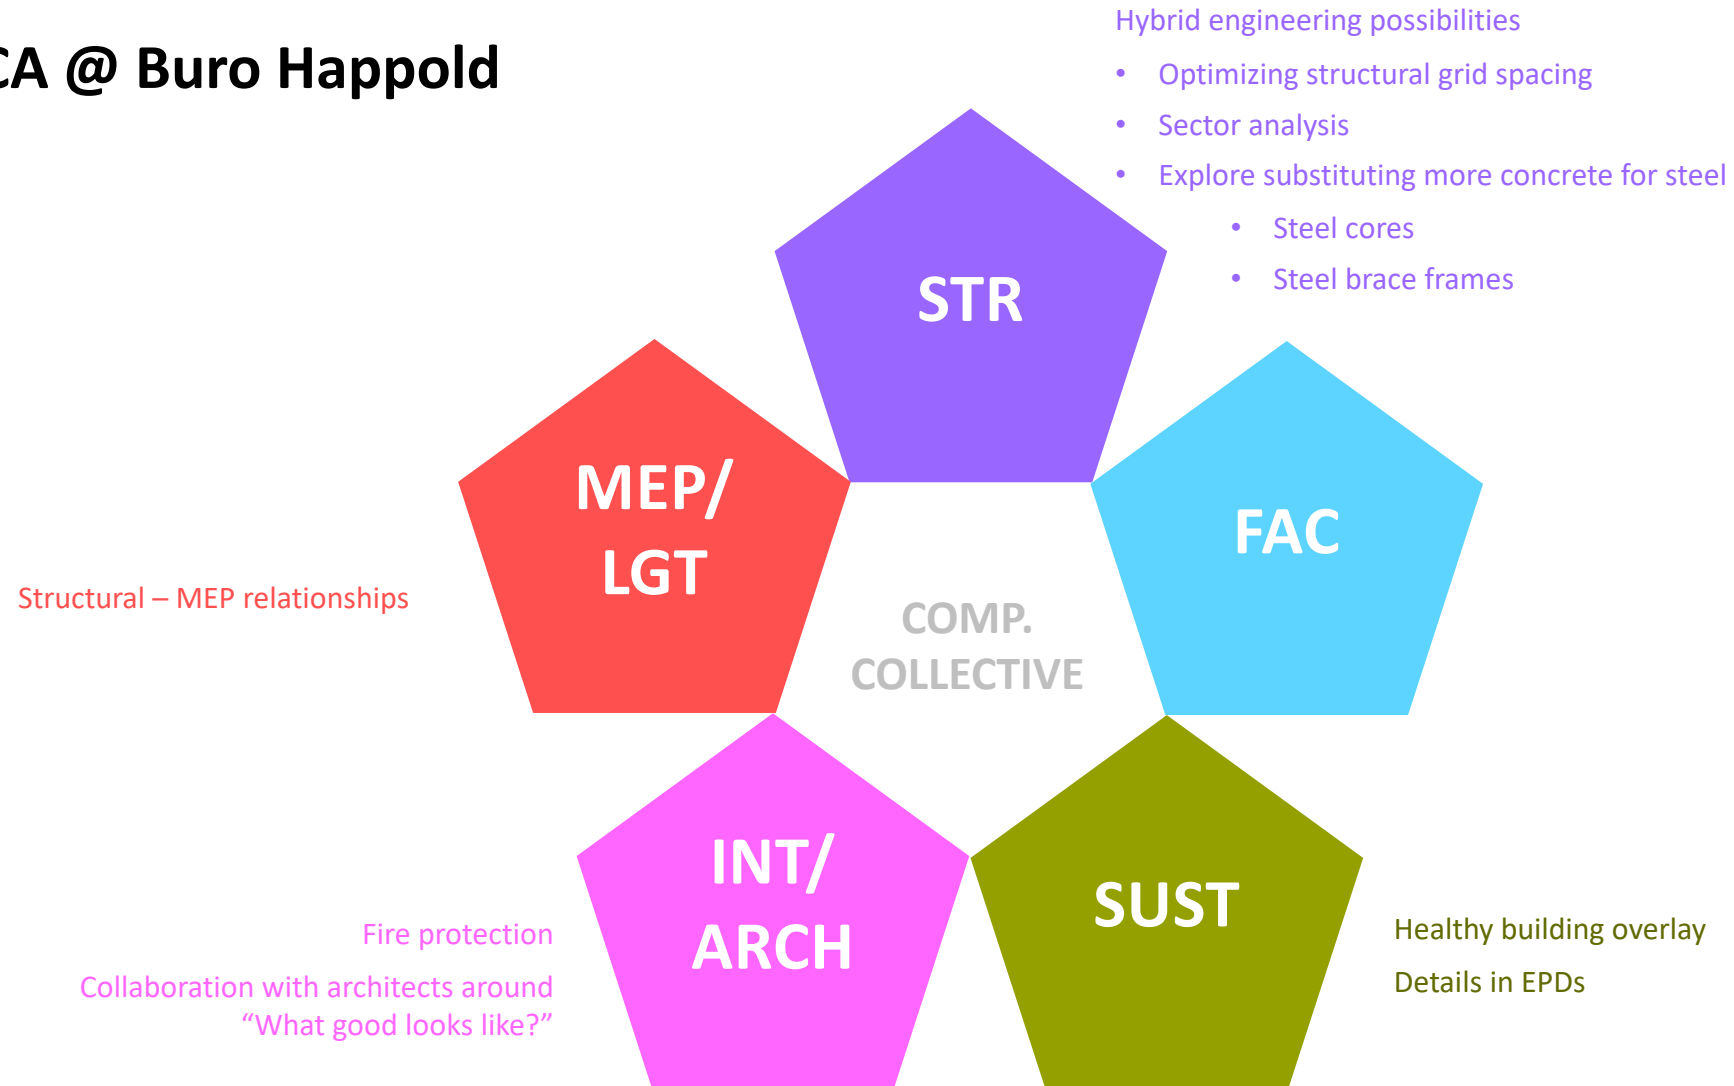 CA @ Buro Happold
Hybrid engineering possibilities
• Optimizing structural grid spacing
• Sector analysis
• Explore substituting more concrete for steel
• Steel cores
• Steel brace frames
STR
MEP/
LGT
FAC
Structural – MEP relationships
COMP.
COLLECTIVE
INT/
ARCH
SUST
Fire protection
Collaboration with architects around
“What good looks like?”
Healthy building overlay
Details in EPDs